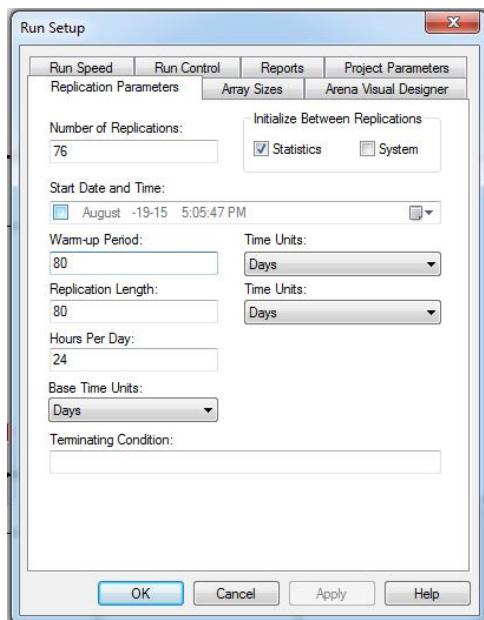 Run Setup
Run Speed Run Control Reports Project Parameters
Replication Parameters Array Sizes Arena Visual Designer
Number of Replications:
76
Initialize Between Replications
Statistics System
Start Date and Time:
August -19-15 5:05:47 PM
Warm-up Period: Time Units:
80 Days
Replication Length: Time Units:
80 Days
Hours Per Day:
24
Base Time Units:
Days
Terminating Condition:
OK Cancel Apply Help